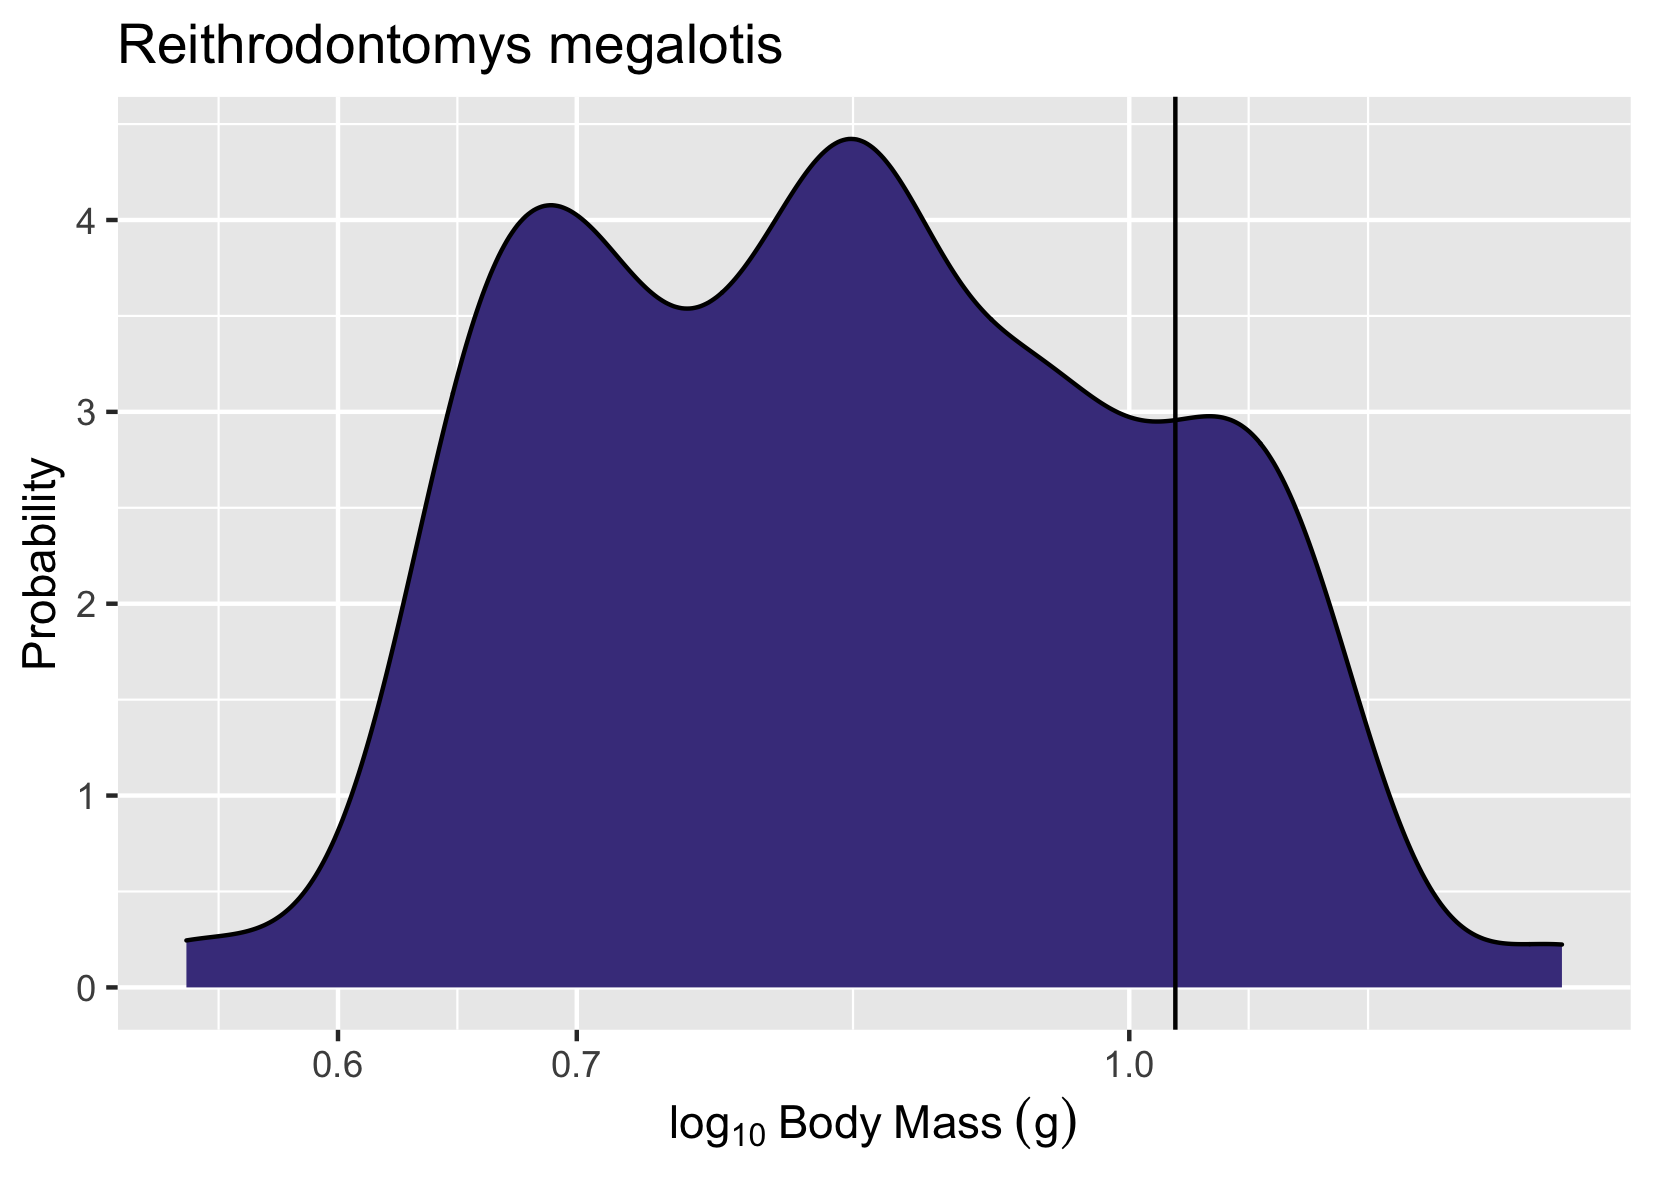 Reithrodontomys megalotis
4
3
2
1
0
Probability
0.6 0.7 1.0
log₁₀ Body Mass (g)